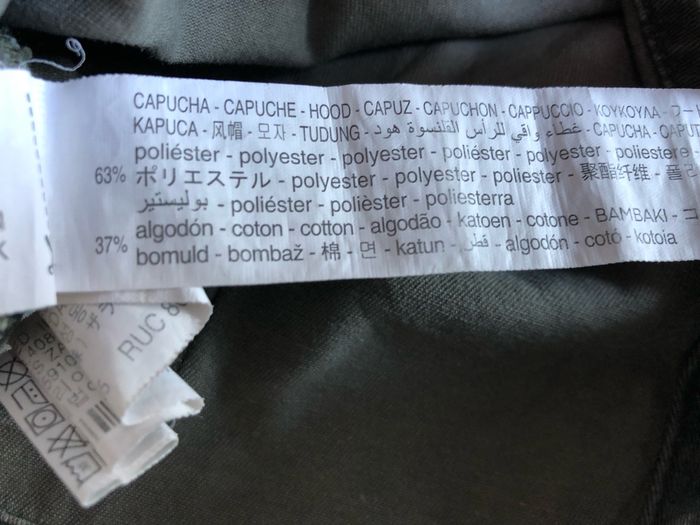 CAPUCHA - CAPUCHE - HOOD - CAPUZ - CAPUCHON - CAPPUCCIO - ΚΟΥΚΟΥΛΑ - フード
KAPUCA - 风帽 - 모자 - TUDUNG - غطاء واقي للرأس القلنسوة هود - CAPUCHA - CAPUT
poliéster - polyester - polyester - poliéster - polyester - poliestere -
63% ポリエステル - polyester - polyester - poliester - 聚酯纤维 - 폴리
بوليستير - poliéster - polièster - poliesterra
algodón - coton - cotton - algodão - katoen - cotone - BAMBAKI - コ
37% bomuld - bombaž - 棉 - 면 - katun - قطن - algodón - cotó - kotoia
RUC